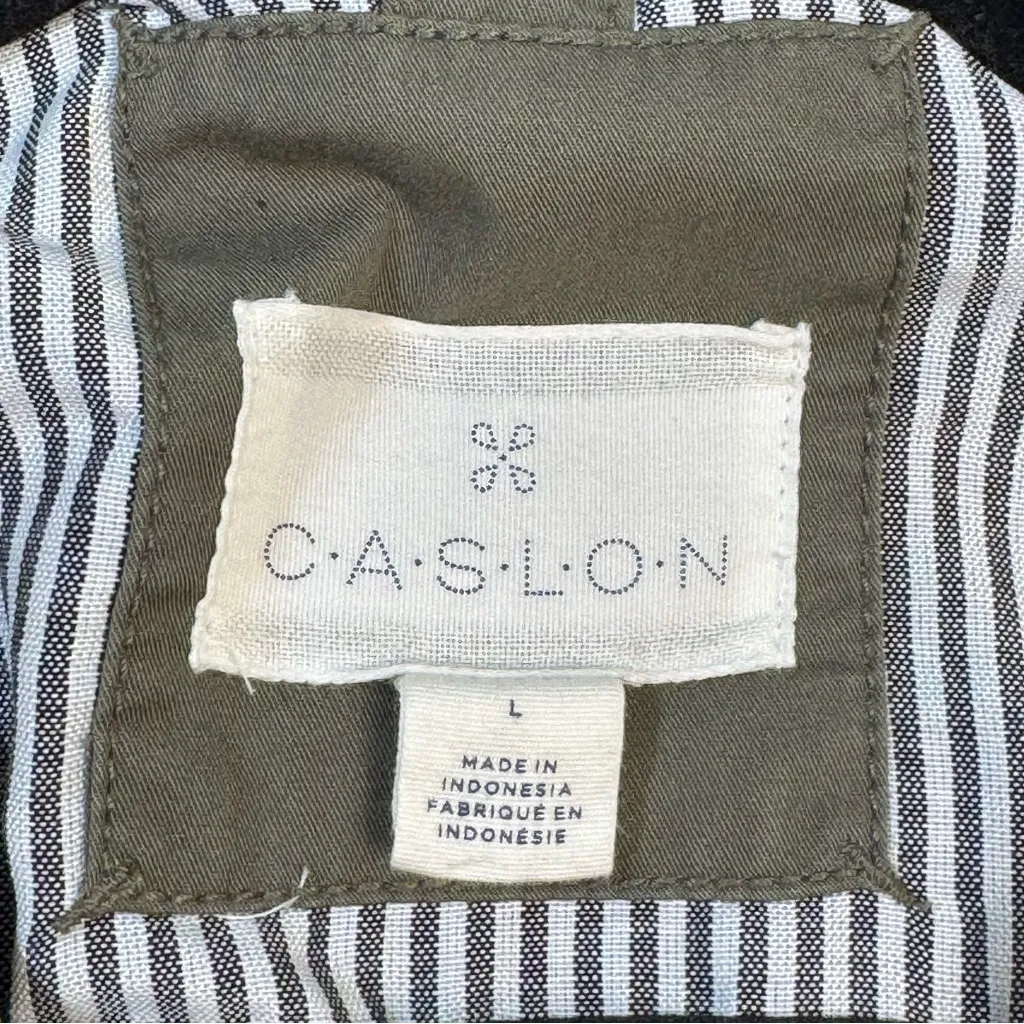 C·A·S·L·O·N
L
MADE IN
INDONESIA
FABRIQUÉ EN
INDONÉSIE